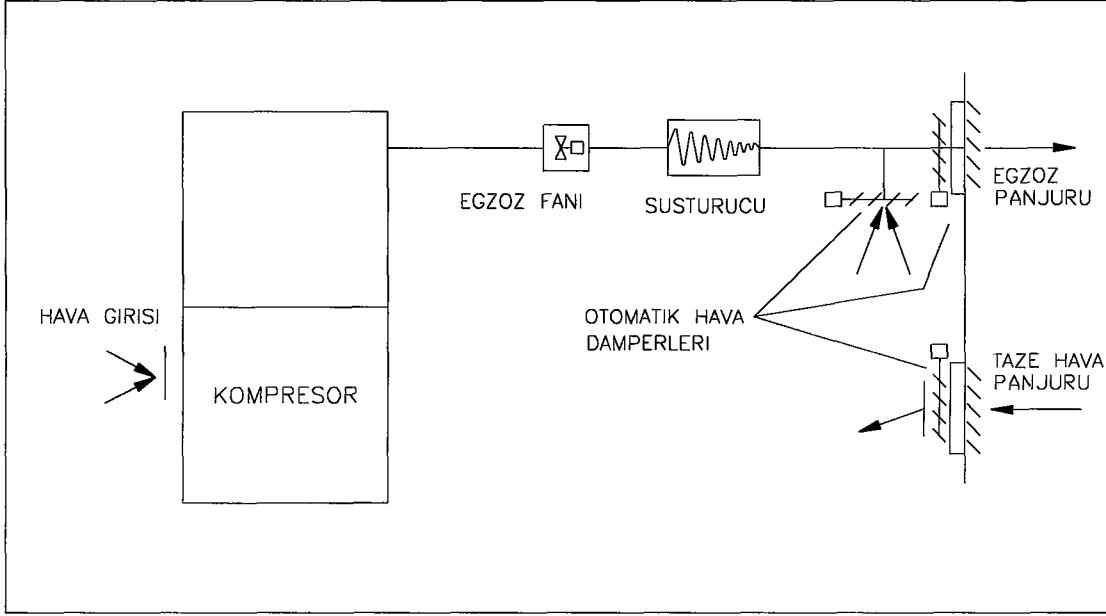 EGZOZ FANI
SUSTURUCU
EGZOZ
PANJURU
HAVA GIRISI
OTOMATIK HAVA
DAMPERLERI
TAZE HAVA
PANJURU
KOMPRESOR